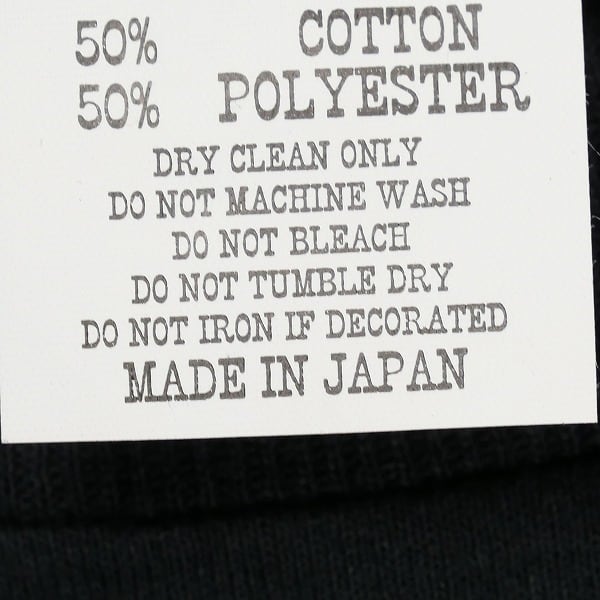 50% COTTON
50% POLYESTER
DRY CLEAN ONLY
DO NOT MACHINE WASH
DO NOT BLEACH
DO NOT TUMBLE DRY
DO NOT IRON IF DECORATED
MADE IN JAPAN